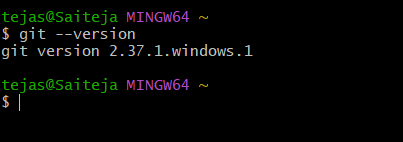 tejas@Saiteja MINGW64 ~
$ git --version
git version 2.37.1.windows.1
tejas@Saiteja MINGW64 ~
$